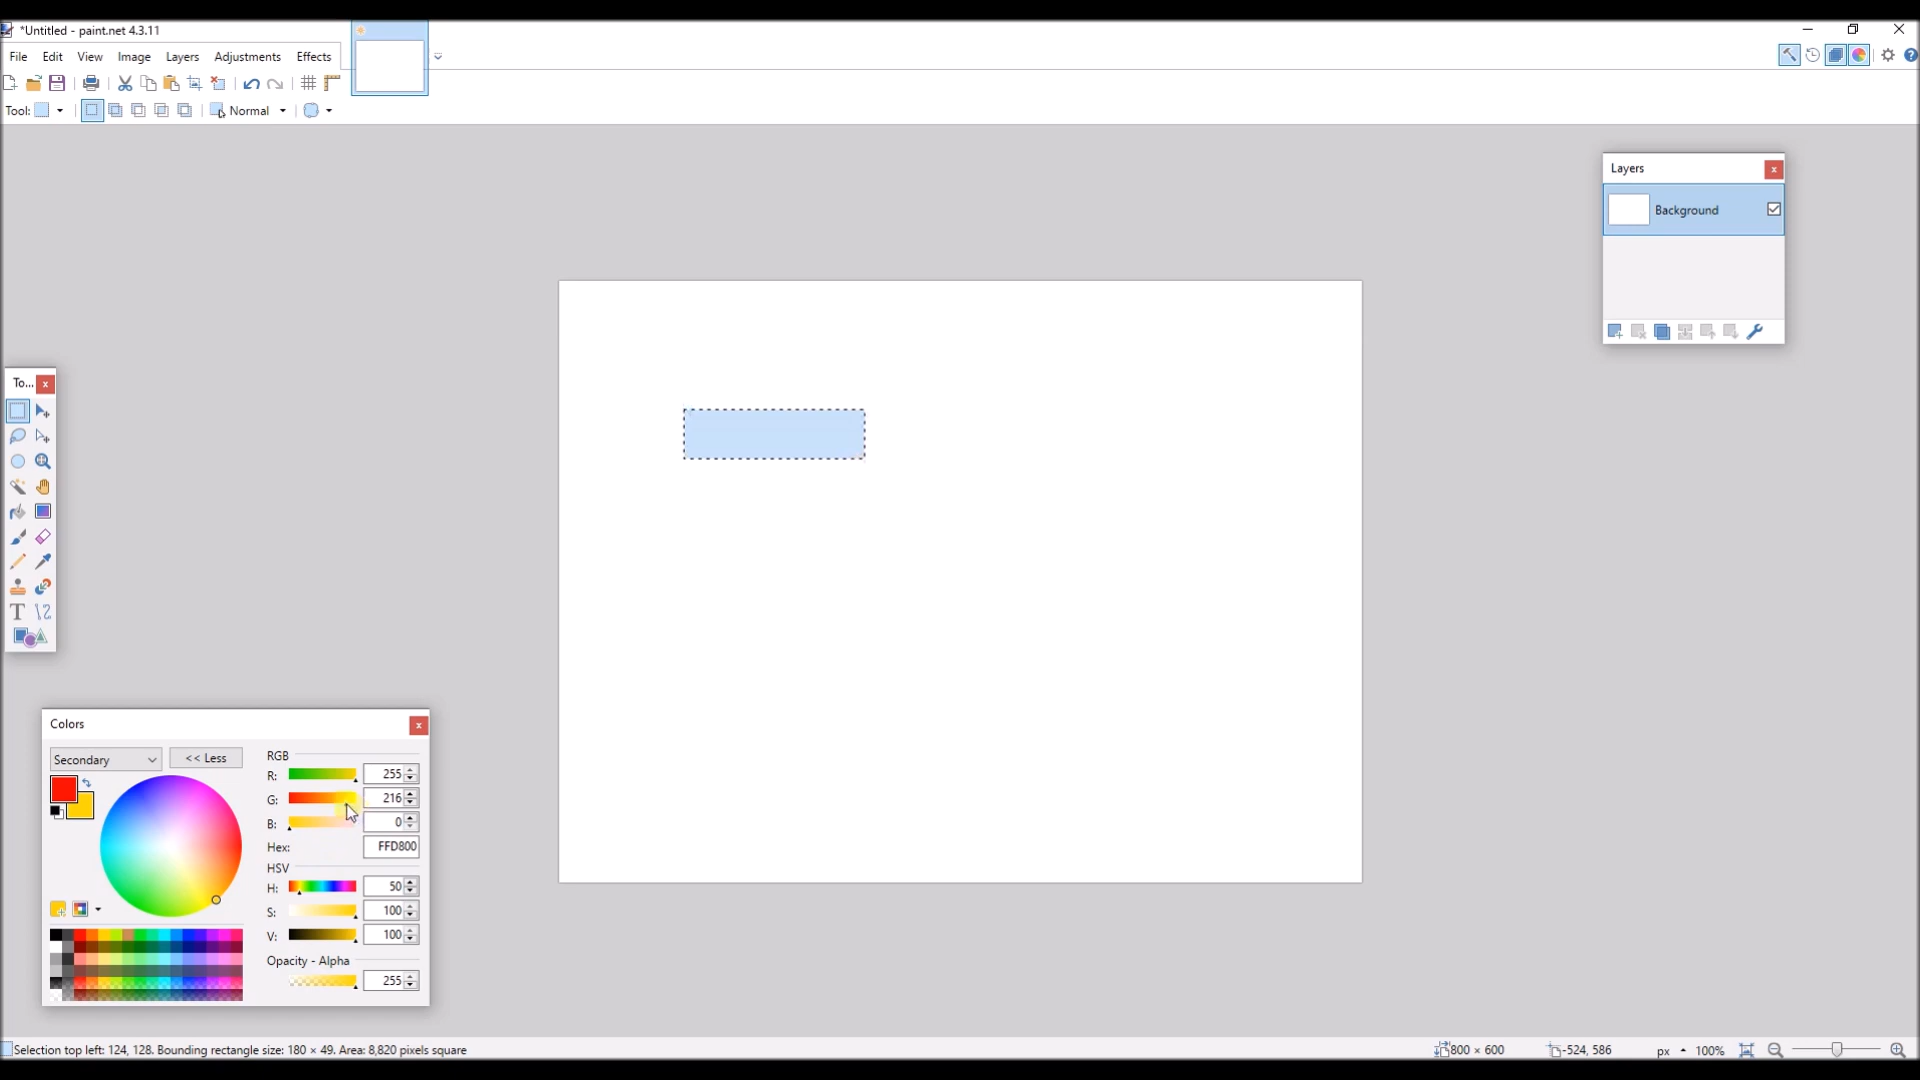 *Untitled - paint.net 4.3.11
File Edit View Image Layers Adjustments Effects
Tool: Normal
Layers
Background
To...
Colors
Secondary << Less
RGB
R: 255
G: 216
B: 0
Hex: FFD800
HSV
H: 50
S: 100
V: 100
Opacity - Alpha
255
Selection top left: 124, 128. Bounding rectangle size: 180 × 49. Area: 8,820 pixels square 800 × 600 -524, 586 px 100%